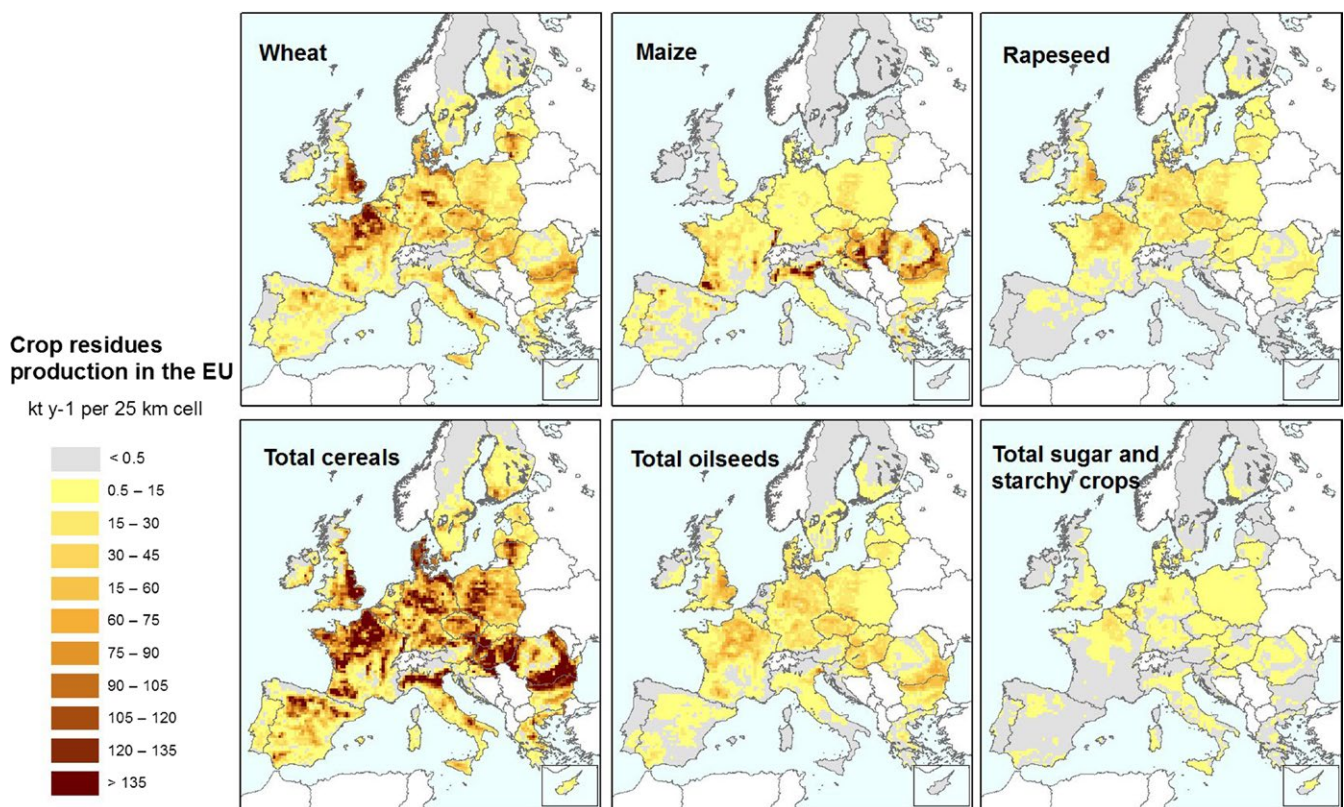 Wheat
Maize
Rapeseed
Crop residues
production in the EU
kt y-1 per 25 km cell
< 0.5
0.5 – 15
15 – 30
30 – 45
15 – 60
60 – 75
75 – 90
90 – 105
105 – 120
120 – 135
> 135
Total cereals
Total oilseeds
Total sugar and
starchy crops